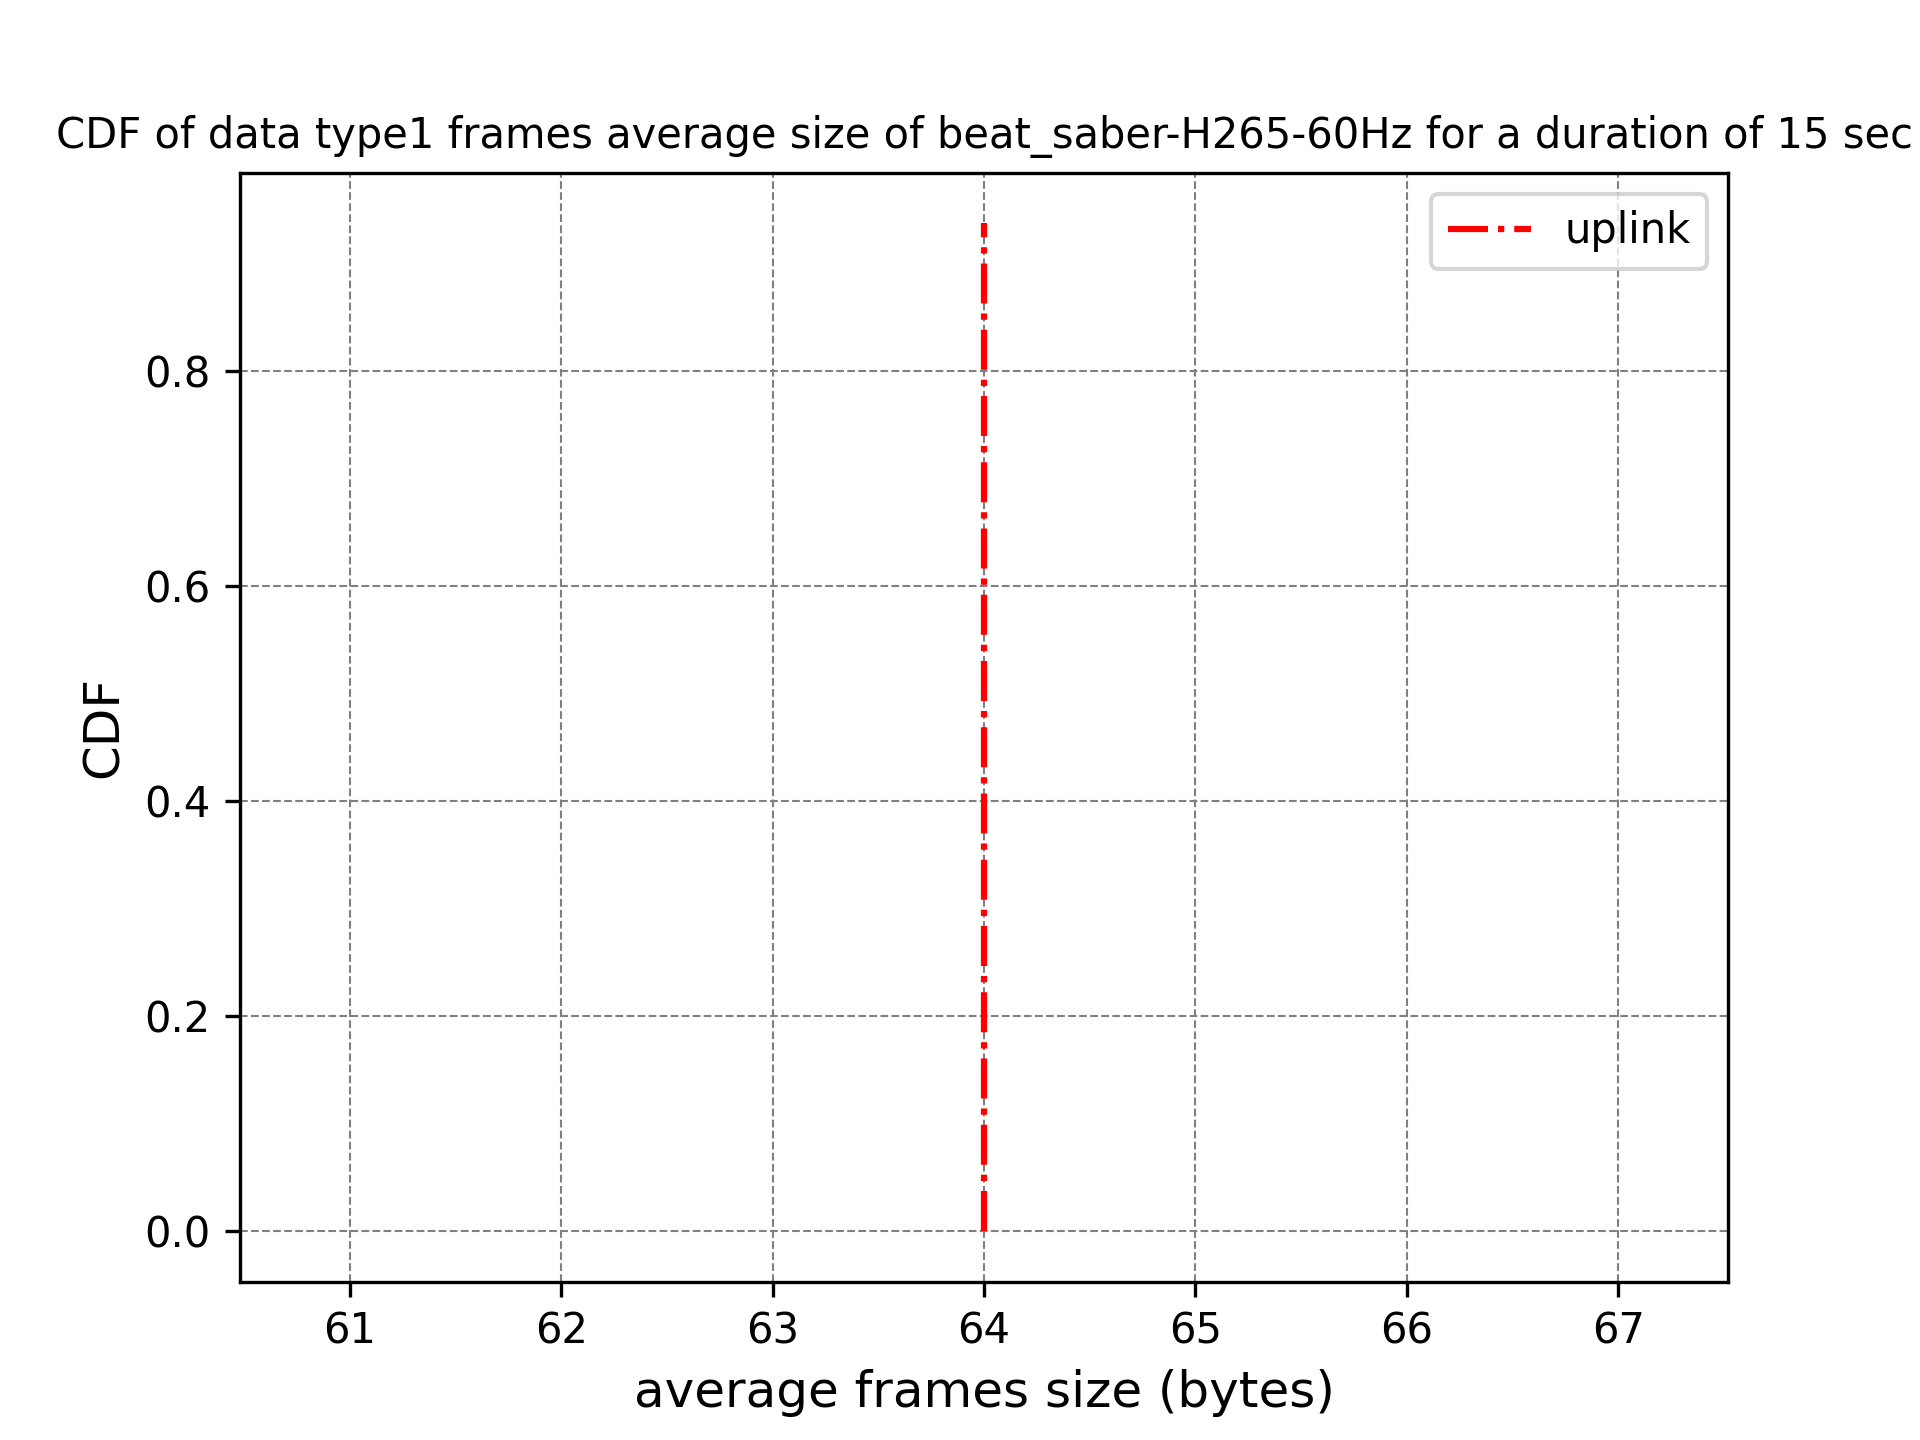 CDF of data type1 frames average size of beat_saber-H265-60Hz for a duration of 15 sec
uplink
0.8
0.6
0.4
0.2
0.0
CDF
61 62 63 64 65 66 67
average frames size (bytes)